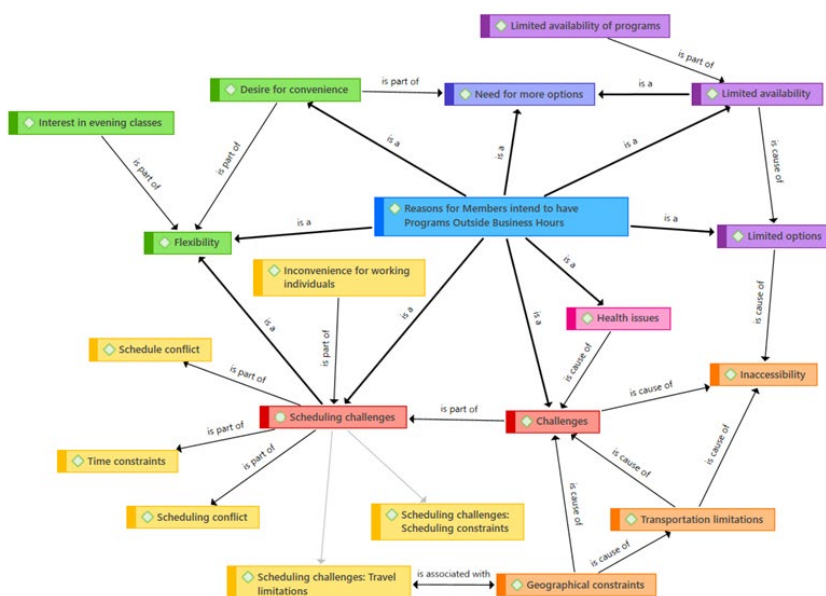 Limited availability of programs
is part of
Desire for convenience
is part of
Need for more options
is a
Limited availability
Interest in evening classes
is part of
is part of
is a
is a
is a
is cause of
Reasons for Members intend to have
Programs Outside Business Hours
is a
is a
Flexibility
Limited options
Inconvenience for working
individuals
is a
is a
is a
is a
is part of
Health issues
is cause of
Schedule conflict
is part of
is cause of
is cause of
Inaccessibility
Scheduling challenges
is part of
Challenges
is part of
is part of
Time constraints
is cause of
is cause of
is cause of
Scheduling conflict
Scheduling challenges:
Scheduling constraints
Transportation limitations
is cause of
Scheduling challenges: Travel
limitations
is associated with
Geographical constraints